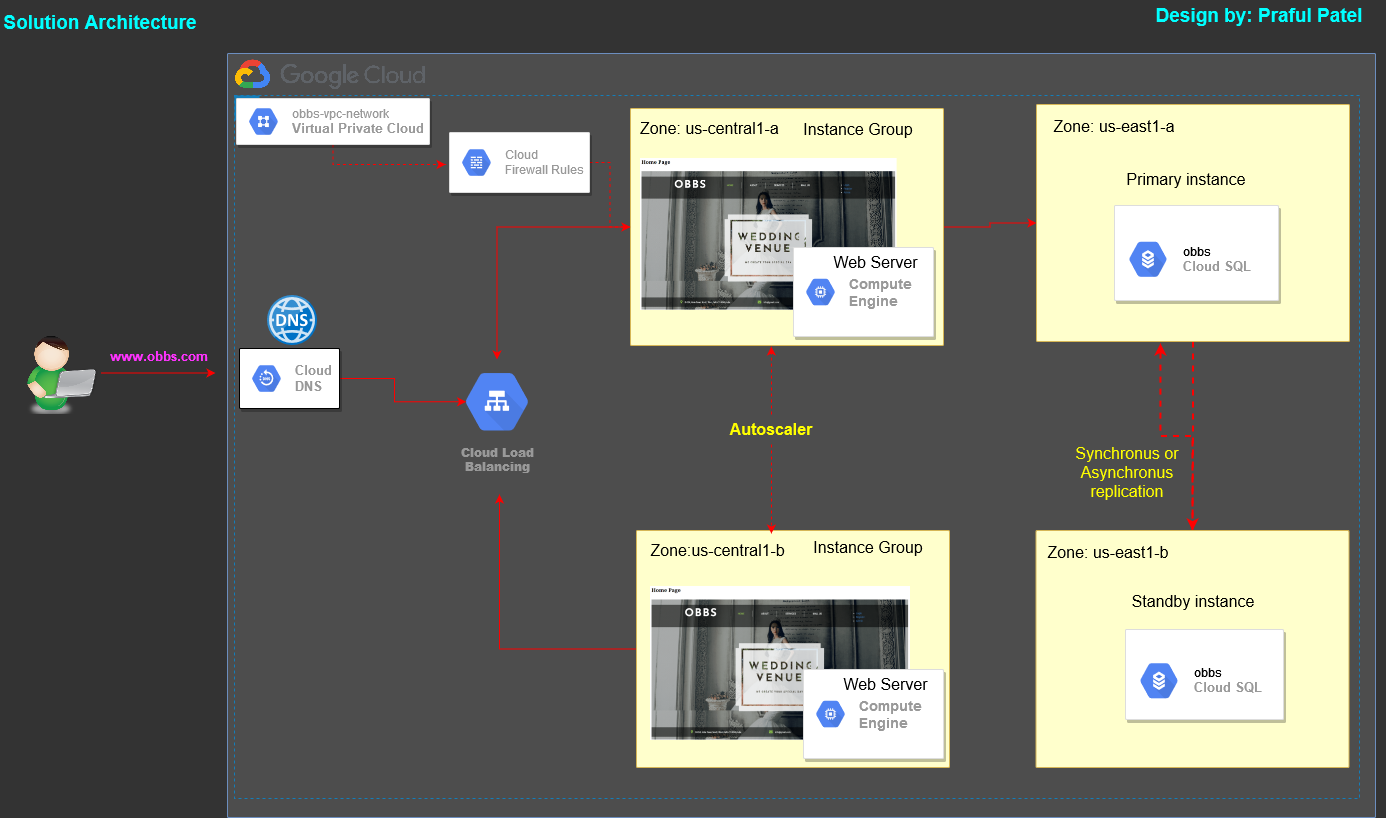 Solution Architecture
Design by: Praful Patel
Google Cloud
obbs-vpc-network
Virtual Private Cloud
Cloud
Firewall Rules
Zone: us-central1-a
Instance Group
Home Page
OBBS
WEDDING
VENUE
Web Server
Compute
Engine
Zone: us-east1-a
Primary instance
obbs
Cloud SQL
DNS
www.obbs.com
Cloud
DNS
Cloud Load
Balancing
Autoscaler
Synchronus or
Asynchronus
replication
Zone:us-central1-b
Instance Group
Home Page
OBBS
WEDDING
VENUE
Web Server
Compute
Engine
Zone: us-east1-b
Standby instance
obbs
Cloud SQL